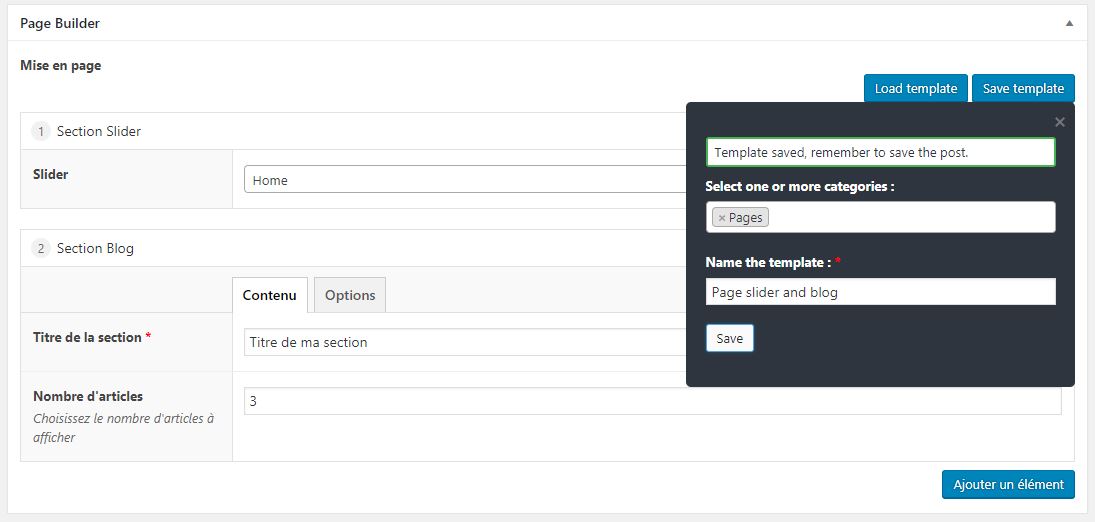 Page Builder
Mise en page
Load template
Save template
1 Section Slider
Slider
Home
2 Section Blog
Contenu
Options
Titre de la section *
Titre de ma section
Nombre d'articles
Choisissez le nombre d'articles à
afficher
3
×
Template saved, remember to save the post.
Select one or more categories :
× Pages
Name the template : *
Page slider and blog
Save
Ajouter un élément